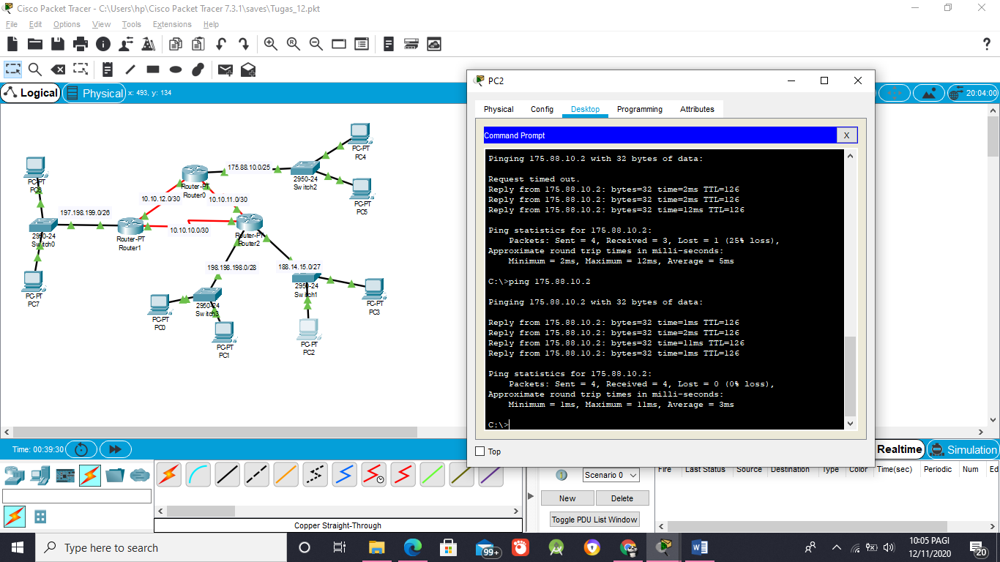 Cisco Packet Tracer - C:\Users\hp\Cisco Packet Tracer 7.3.1\saves\Tugas_12.pkt
File Edit Options View Tools Extensions Help
Logical
Physical
x: 493, y: 134
20:04:00
PC-PT
PC4
175.88.10.0/25
2950-24
Switch2
PC-PT
PC5
PC-PT
PC6
Router-PT
Router0
10.10.12.0/30
10.10.11.0/30
197.198.199.0/26
2950-24
Switch0
Router-PT
Router1
10.10.10.0/30
Router-PT
Router2
198.198.198.0/28
188.14.15.0/27
2950-24
Switch1
PC-PT
PC3
PC-PT
PC7
2950-24
Switch3
PC-PT
PC0
PC-PT
PC1
PC-PT
PC2
PC2
Physical Config Desktop Programming Attributes
Command Prompt
X
Pinging 175.88.10.2 with 32 bytes of data:
Request timed out.
Reply from 175.88.10.2: bytes=32 time=2ms TTL=126
Reply from 175.88.10.2: bytes=32 time=2ms TTL=126
Reply from 175.88.10.2: bytes=32 time=12ms TTL=126
Ping statistics for 175.88.10.2:
Packets: Sent = 4, Received = 3, Lost = 1 (25% loss),
Approximate round trip times in milli-seconds:
Minimum = 2ms, Maximum = 12ms, Average = 5ms
C:\>ping 175.88.10.2
Pinging 175.88.10.2 with 32 bytes of data:
Reply from 175.88.10.2: bytes=32 time=1ms TTL=126
Reply from 175.88.10.2: bytes=32 time=2ms TTL=126
Reply from 175.88.10.2: bytes=32 time=11ms TTL=126
Reply from 175.88.10.2: bytes=32 time=1ms TTL=126
Ping statistics for 175.88.10.2:
Packets: Sent = 4, Received = 4, Lost = 0 (0% loss),
Approximate round trip times in milli-seconds:
Minimum = 1ms, Maximum = 11ms, Average = 3ms
C:\>
Top
Time: 00:39:30
Realtime
Simulation
Scenario 0
New
Delete
Toggle PDU List Window
Fire Last Status Source Destination Type Color Time(sec) Periodic Num Ed
Copper Straight-Through
Type here to search
99+
10:05 PAGI
12/11/2020
20